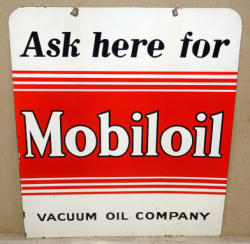 Ask here for
Mobiloil
VACUUM OIL COMPANY